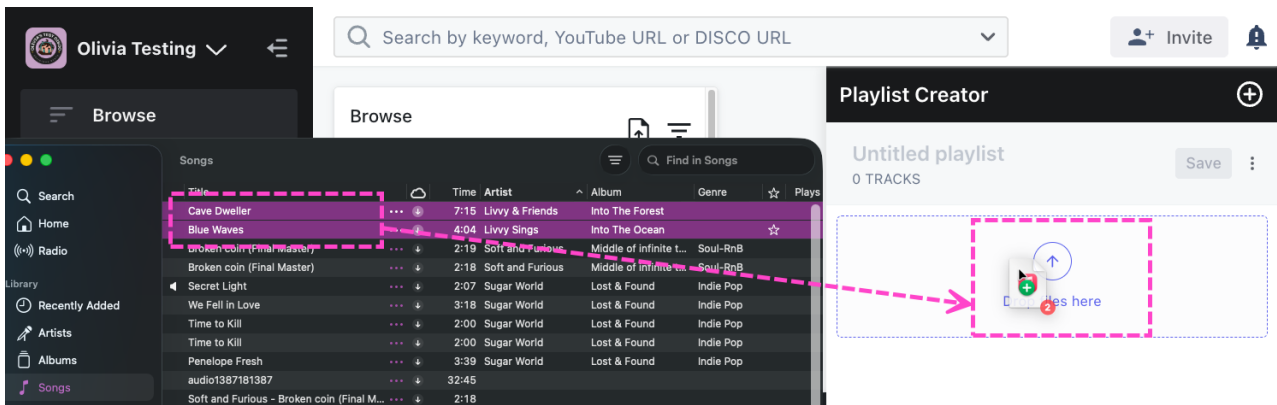 Olivia Testing
Search by keyword, YouTube URL or DISCO URL
Invite
Browse
Browse
Playlist Creator
Untitled playlist
0 TRACKS
Save
Drop files here
Songs
Find in Songs
Search
Home
Radio
Library
Recently Added
Artists
Albums
Songs
Title Time Artist Album Genre Plays
Cave Dweller 7:15 Livvy & Friends Into The Forest
Blue Waves 4:04 Livvy Sings Into The Ocean
Broken coin (Final Master) 2:19 Soft and Furious Middle of infinite t... Soul-RnB
Broken coin (Final Master) 2:18 Soft and Furious Middle of infinite t... Soul-RnB
Secret Light 2:07 Sugar World Lost & Found Indie Pop
We Fell in Love 3:18 Sugar World Lost & Found Indie Pop
Time to Kill 2:00 Sugar World Lost & Found Indie Pop
Time to Kill 2:00 Sugar World Lost & Found Indie Pop
Penelope Fresh 3:39 Sugar World Lost & Found Indie Pop
audio1387181387 32:45
Soft and Furious - Broken coin (Final M... 2:18
2